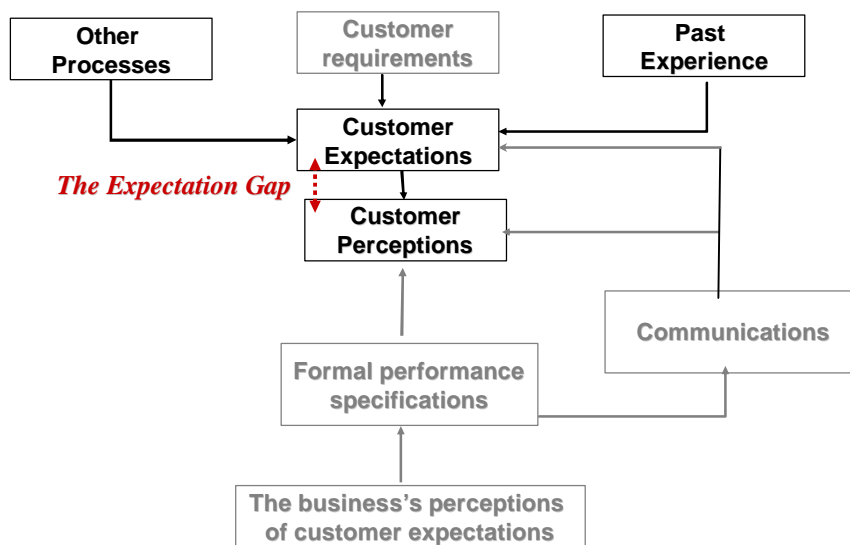 Other
Processes
Customer
requirements
Past
Experience
Customer
Expectations
The Expectation Gap
Customer
Perceptions
Communications
Formal performance
specifications
The business's perceptions
of customer expectations